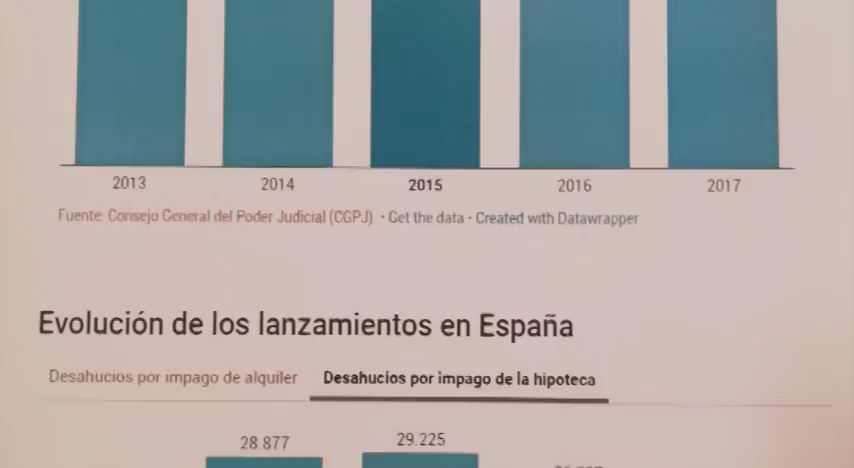 2013 2014 2015 2016 2017
Fuente: Consejo General del Poder Judicial (CGPJ). • Get the data • Created with Datawrapper
Evolución de los lanzamientos en España
Desahucios por impago de alquiler Desahucios por impago de la hipoteca
28.877 29.225